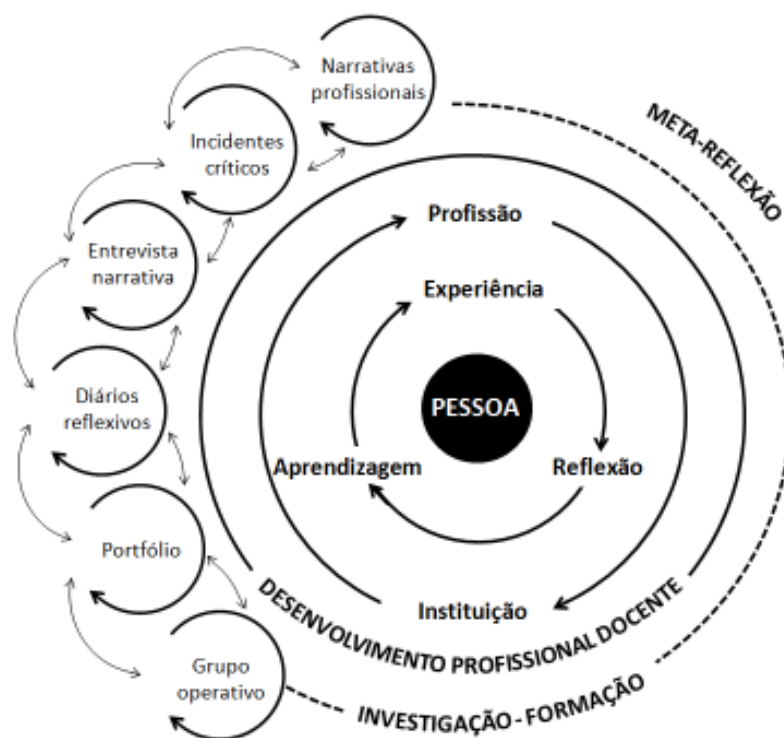 Narrativas
profissionais
Incidentes
críticos
Entrevista
narrativa
Diários
reflexivos
Portfólio
Grupo
operativo
META-REFLEXÃO
Profissão
Experiência
PESSOA
Aprendizagem
Reflexão
Instituição
DESENVOLVIMENTO PROFISSIONAL DOCENTE
INVESTIGAÇÃO - FORMAÇÃO